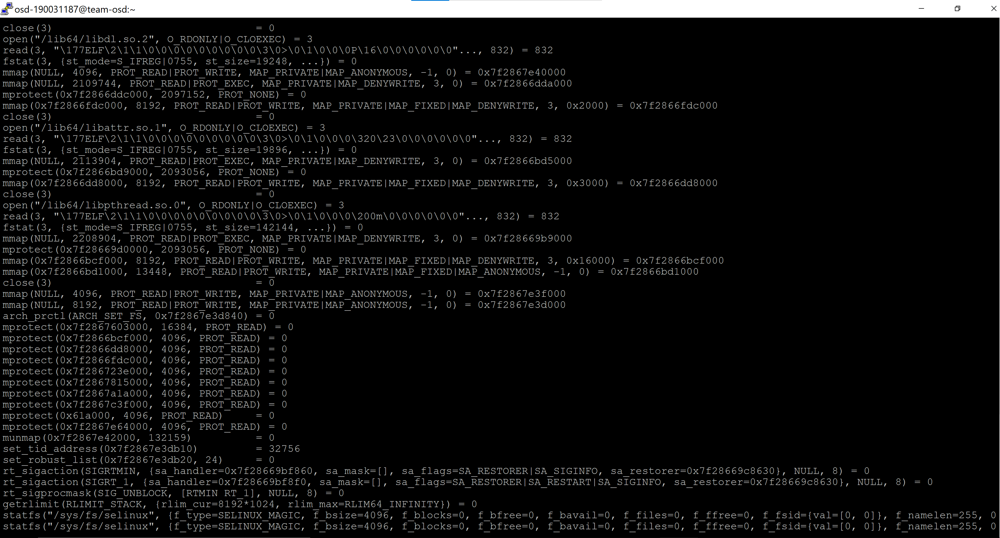 osd-190031187@team-osd:~
close(3)                                = 0
open("/lib64/libdl.so.2", O_RDONLY|O_CLOEXEC) = 3
read(3, "\177ELF\2\1\1\0\0\0\0\0\0\0\0\0\3\0>\0\1\0\0\0P\16\0\0\0\0\0\0"..., 832) = 832
fstat(3, {st_mode=S_IFREG|0755, st_size=19248, ...}) = 0
mmap(NULL, 4096, PROT_READ|PROT_WRITE, MAP_PRIVATE|MAP_ANONYMOUS, -1, 0) = 0x7f2867e40000
mmap(NULL, 2109744, PROT_READ|PROT_EXEC, MAP_PRIVATE|MAP_DENYWRITE, 3, 0) = 0x7f2866dda000
mprotect(0x7f2866ddc000, 2097152, PROT_NONE) = 0
mmap(0x7f2866fdc000, 8192, PROT_READ|PROT_WRITE, MAP_PRIVATE|MAP_FIXED|MAP_DENYWRITE, 3, 0x2000) = 0x7f2866fdc000
close(3)                                = 0
open("/lib64/libattr.so.1", O_RDONLY|O_CLOEXEC) = 3
read(3, "\177ELF\2\1\1\0\0\0\0\0\0\0\0\0\3\0>\0\1\0\0\0\320\23\0\0\0\0\0\0"..., 832) = 832
fstat(3, {st_mode=S_IFREG|0755, st_size=19896, ...}) = 0
mmap(NULL, 2113904, PROT_READ|PROT_EXEC, MAP_PRIVATE|MAP_DENYWRITE, 3, 0) = 0x7f2866bd5000
mprotect(0x7f2866bd9000, 2093056, PROT_NONE) = 0
mmap(0x7f2866dd8000, 8192, PROT_READ|PROT_WRITE, MAP_PRIVATE|MAP_FIXED|MAP_DENYWRITE, 3, 0x3000) = 0x7f2866dd8000
close(3)                                = 0
open("/lib64/libpthread.so.0", O_RDONLY|O_CLOEXEC) = 3
read(3, "\177ELF\2\1\1\0\0\0\0\0\0\0\0\0\3\0>\0\1\0\0\0\200m\0\0\0\0\0\0"..., 832) = 832
fstat(3, {st_mode=S_IFREG|0755, st_size=142144, ...}) = 0
mmap(NULL, 2208904, PROT_READ|PROT_EXEC, MAP_PRIVATE|MAP_DENYWRITE, 3, 0) = 0x7f28669b9000
mprotect(0x7f28669d0000, 2093056, PROT_NONE) = 0
mmap(0x7f2866bcf000, 8192, PROT_READ|PROT_WRITE, MAP_PRIVATE|MAP_FIXED|MAP_DENYWRITE, 3, 0x16000) = 0x7f2866bcf000
mmap(0x7f2866bd1000, 13448, PROT_READ|PROT_WRITE, MAP_PRIVATE|MAP_FIXED|MAP_ANONYMOUS, -1, 0) = 0x7f2866bd1000
close(3)                                = 0
mmap(NULL, 4096, PROT_READ|PROT_WRITE, MAP_PRIVATE|MAP_ANONYMOUS, -1, 0) = 0x7f2867e3f000
mmap(NULL, 8192, PROT_READ|PROT_WRITE, MAP_PRIVATE|MAP_ANONYMOUS, -1, 0) = 0x7f2867e3d000
arch_prctl(ARCH_SET_FS, 0x7f2867e3d840) = 0
mprotect(0x7f2867603000, 16384, PROT_READ) = 0
mprotect(0x7f2866bcf000, 4096, PROT_READ) = 0
mprotect(0x7f2866dd8000, 4096, PROT_READ) = 0
mprotect(0x7f2866fdc000, 4096, PROT_READ) = 0
mprotect(0x7f286723e000, 4096, PROT_READ) = 0
mprotect(0x7f2867815000, 4096, PROT_READ) = 0
mprotect(0x7f2867a1a000, 4096, PROT_READ) = 0
mprotect(0x7f2867c3f000, 4096, PROT_READ) = 0
mprotect(0x61a000, 4096, PROT_READ)     = 0
mprotect(0x7f2867e64000, 4096, PROT_READ) = 0
munmap(0x7f2867e42000, 132159)          = 0
set_tid_address(0x7f2867e3db10)         = 32756
set_robust_list(0x7f2867e3db20, 24)     = 0
rt_sigaction(SIGRTMIN, {sa_handler=0x7f28669bf860, sa_mask=[], sa_flags=SA_RESTORER|SA_SIGINFO, sa_restorer=0x7f28669c8630}, NULL, 8) = 0
rt_sigaction(SIGRT_1, {sa_handler=0x7f28669bf8f0, sa_mask=[], sa_flags=SA_RESTORER|SA_RESTART|SA_SIGINFO, sa_restorer=0x7f28669c8630}, NULL, 8) = 0
rt_sigprocmask(SIG_UNBLOCK, [RTMIN RT_1], NULL, 8) = 0
getrlimit(RLIMIT_STACK, {rlim_cur=8192*1024, rlim_max=RLIM64_INFINITY}) = 0
statfs("/sys/fs/selinux", {f_type=SELINUX_MAGIC, f_bsize=4096, f_blocks=0, f_bfree=0, f_bavail=0, f_files=0, f_ffree=0, f_fsid={val=[0, 0]}, f_namelen=255, 0
statfs("/sys/fs/selinux", {f_type=SELINUX_MAGIC, f_bsize=4096, f_blocks=0, f_bfree=0, f_bavail=0, f_files=0, f_ffree=0, f_fsid={val=[0, 0]}, f_namelen=255, 0